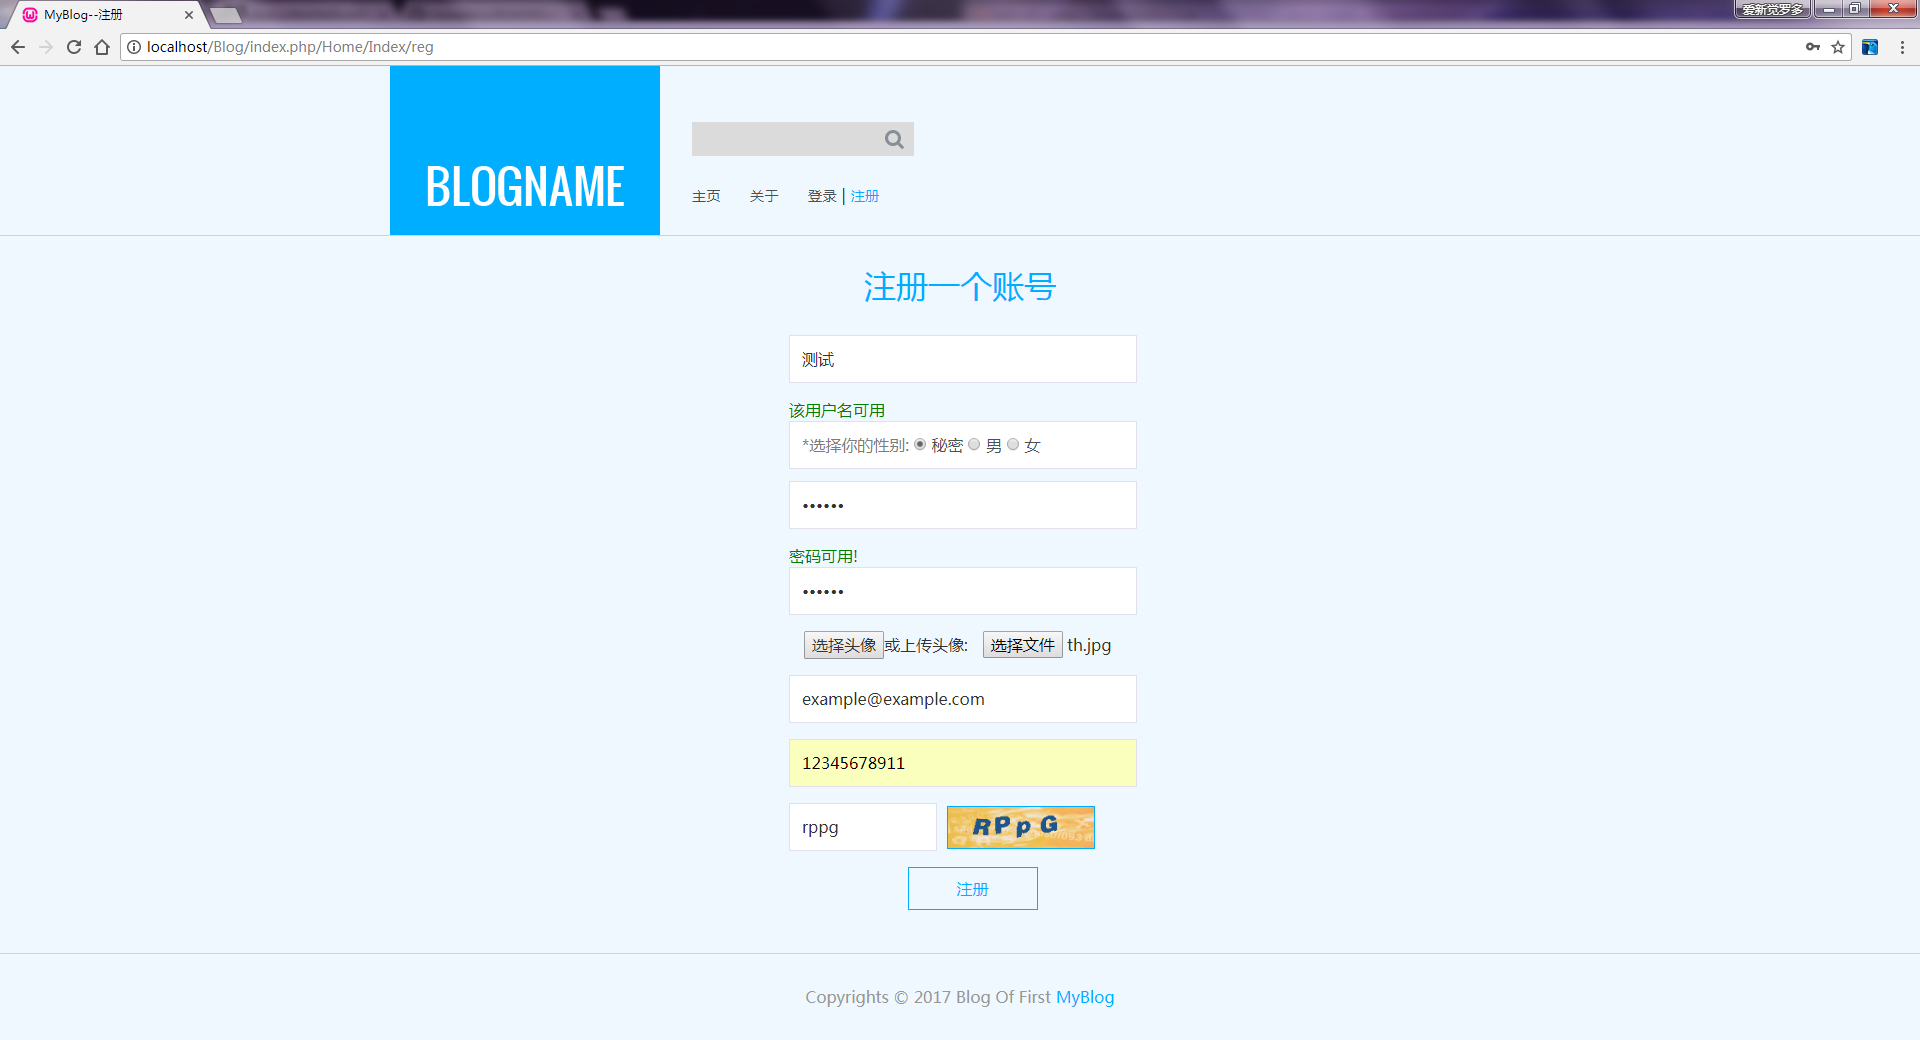 MyBlog--注册
爱新觉罗多
localhost/Blog/index.php/Home/Index/reg
BLOGNAME
主页 关于 登录 | 注册
注册一个账号
测试
该用户名可用
*选择你的性别: 秘密 男 女
••••••
密码可用!
••••••
选择头像 或上传头像: 选择文件 th.jpg
example@example.com
12345678911
rppg RPpG
注册
Copyrights © 2017 Blog Of First MyBlog